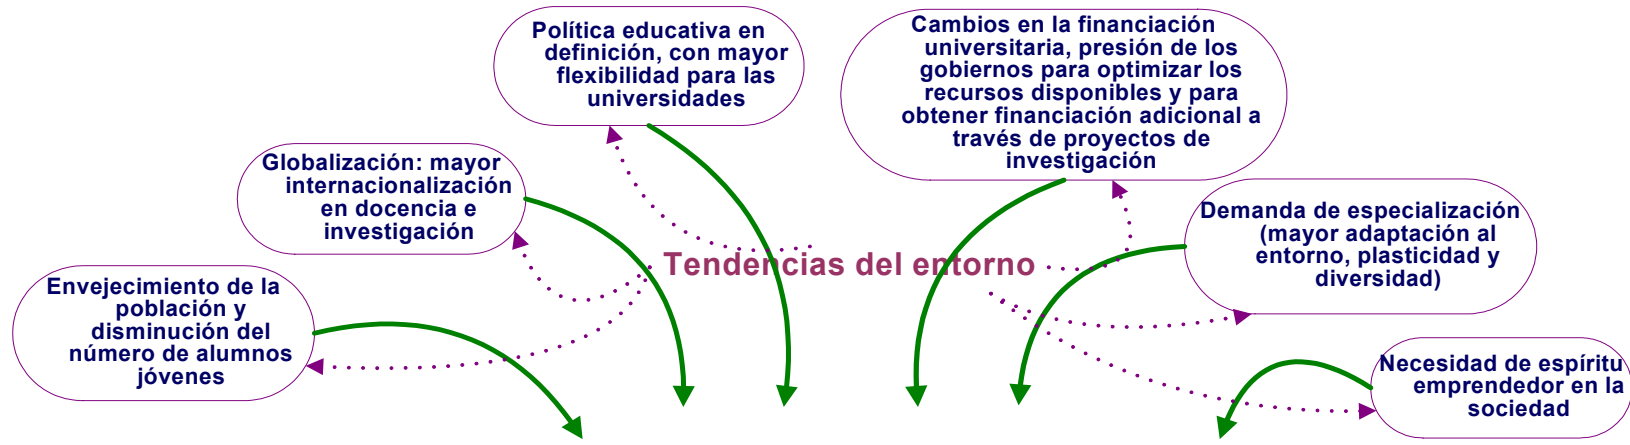 Política educativa en
definición, con mayor
flexibilidad para las
universidades
Cambios en la financiación
universitaria, presión de los
gobiernos para optimizar los
recursos disponibles y para
obtener financiación adicional a
través de proyectos de
investigación
Globalización: mayor
internacionalización
en docencia e
investigación
Demanda de especialización
(mayor adaptación al
entorno, plasticidad y
diversidad)
Tendencias del entorno
Envejecimiento de la
población y
disminución del
número de alumnos
jóvenes
Necesidad de espíritu
emprendedor en la
sociedad